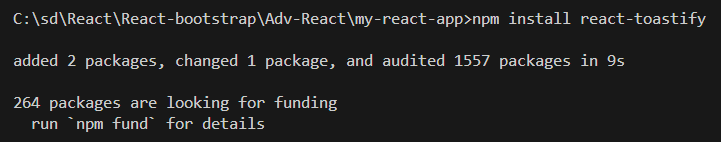 C:\sd\React\React-bootstrap\Adv-React\my-react-app>npm install react-toastify
added 2 packages, changed 1 package, and audited 1557 packages in 9s
264 packages are looking for funding
run `npm fund` for details